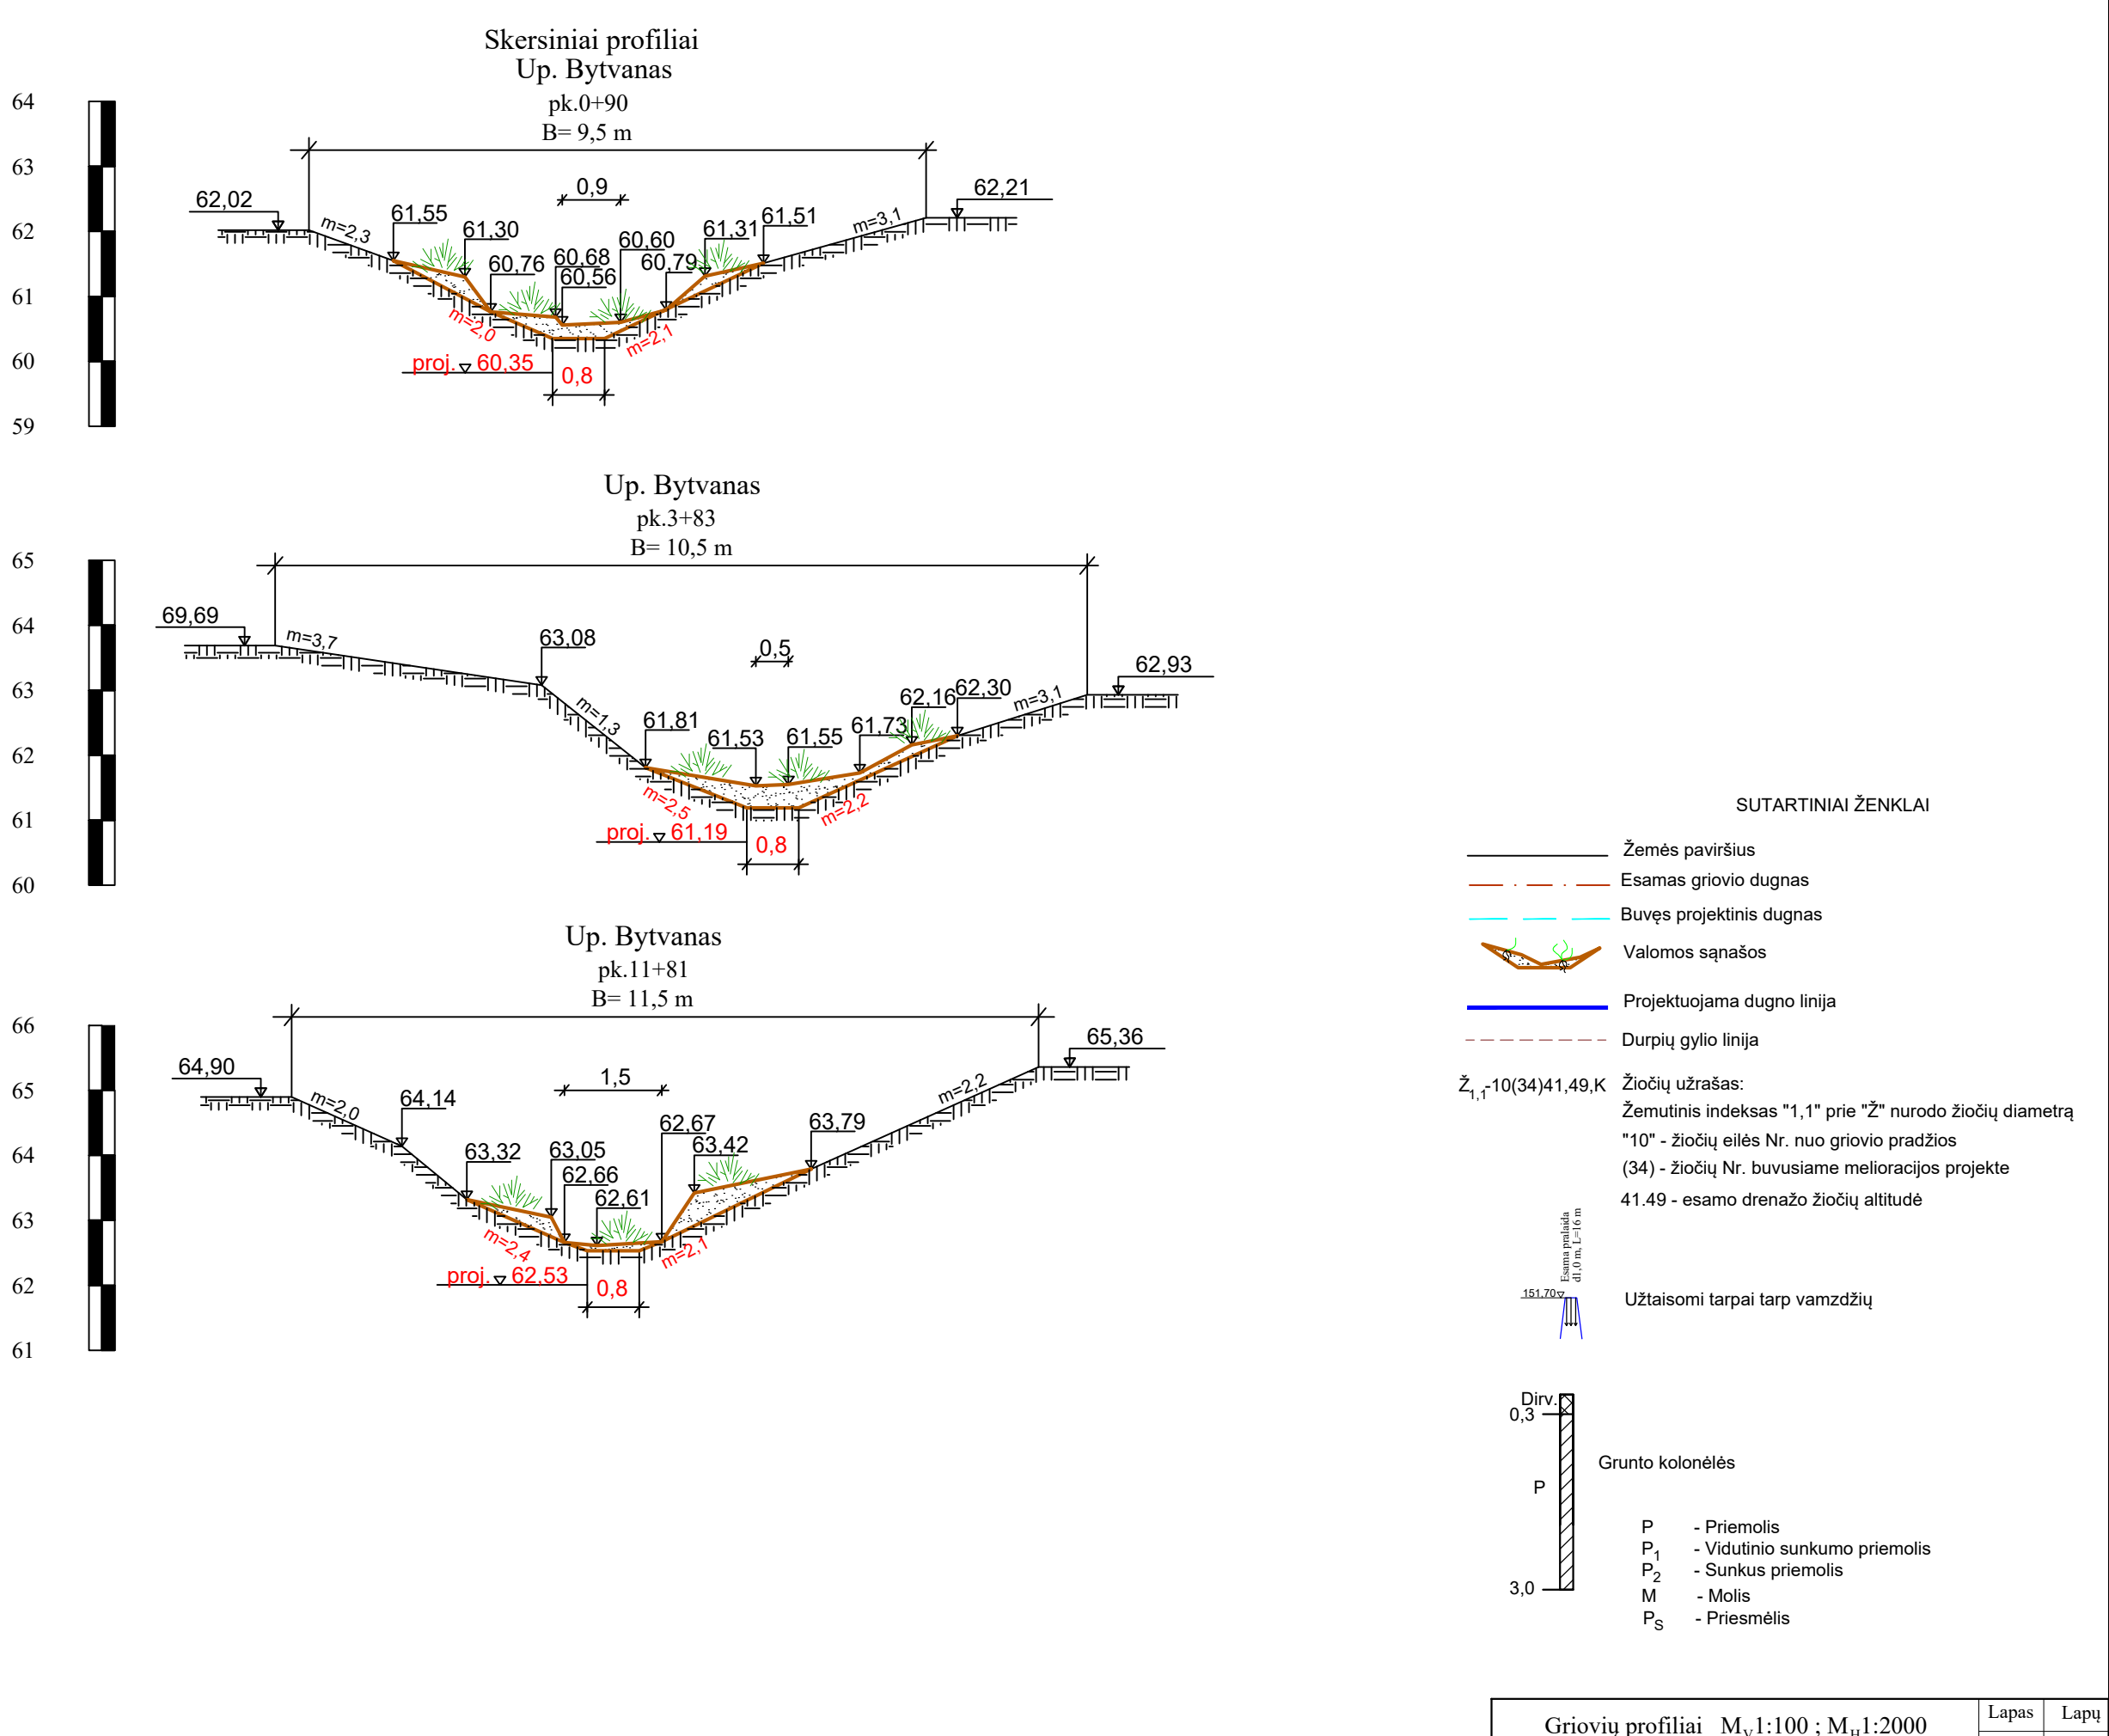 Skersiniai profiliai
Up. Bytvanas
pk.0+90
B= 9,5 m
64
63
62
61
60
59
62,02
m=2,3
61,55
61,30
60,76
60,68
60,56
0,9
60,60
60,79
61,31
61,51
m=3,1
62,21
m=2,0
m=2,1
proj. 60,35
0,8
Up. Bytvanas
pk.3+83
B= 10,5 m
65
64
63
62
61
60
69,69
m=3,7
63,08
m=1,3
61,81
61,53
0,5
61,55
61,73
62,16
62,30
m=3,1
62,93
m=2,5
m=2,2
proj. 61,19
0,8
Up. Bytvanas
pk.11+81
B= 11,5 m
66
65
64
63
62
61
64,90
m=2,0
64,14
63,32
63,05
62,66
62,61
1,5
62,67
63,42
63,79
m=2,2
65,36
m=2,4
m=2,1
proj. 62,53
0,8
SUTARTINIAI ŽENKLAI
Žemės paviršius
Esamas griovio dugnas
Buvęs projektinis dugnas
Valomos sąnašos
Projektuojama dugno linija
Durpių gylio linija
Ž1,1-10(34)41,49,K Žiočių užrašas:
Žemutinis indeksas "1,1" prie "Ž" nurodo žiočių diametrą
"10" - žiočių eilės Nr. nuo griovio pradžios
(34) - žiočių Nr. buvusiame melioracijos projekte
41.49 - esamo drenažo žiočių altitudė
Esama pralaida
d1,0 m, L=16 m
151,70
Užtaisomi tarpai tarp vamzdžių
Dirv.
0,3
P
3,0
Grunto kolonėlės
P - Priemolis
P1 - Vidutinio sunkumo priemolis
P2 - Sunkus priemolis
M - Molis
PS - Priesmėlis
Griovių profiliai MV1:100 ; MH1:2000
Lapas
Lapų